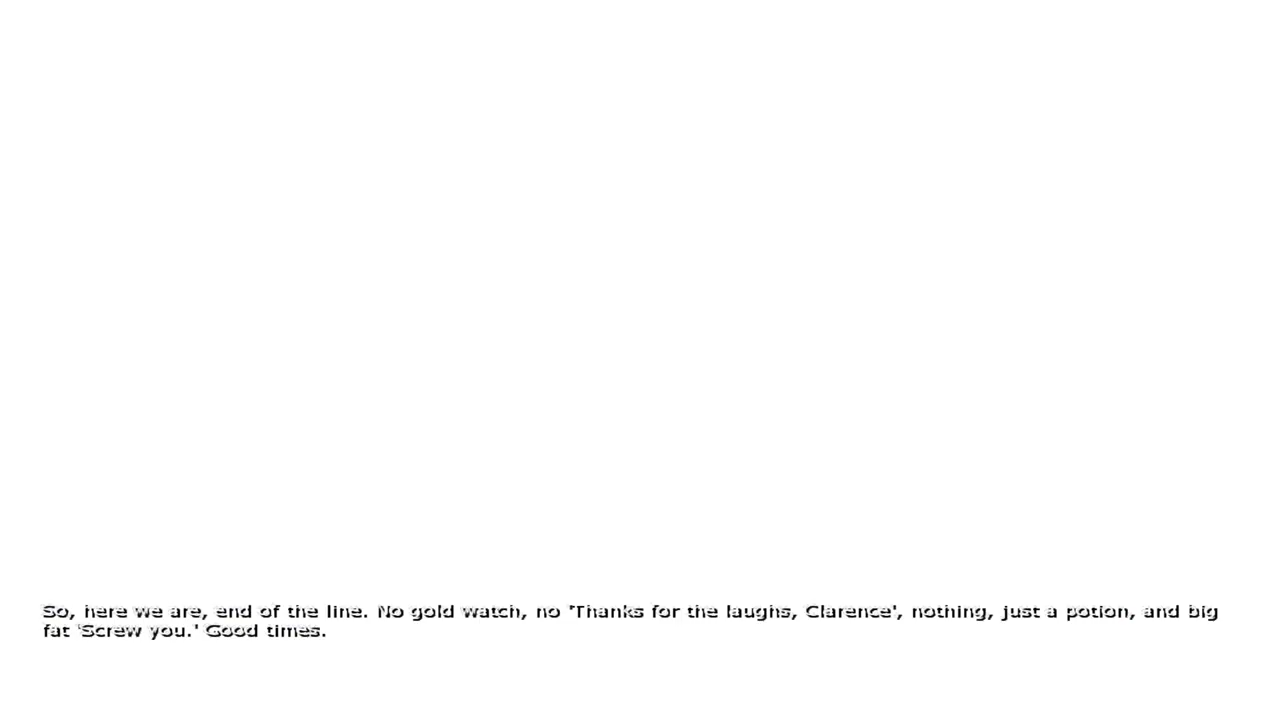 So, here we are, end of the line. No gold watch, no 'Thanks for the laughs, Clarence', nothing, just a potion, and big
fat 'Screw you.' Good times.